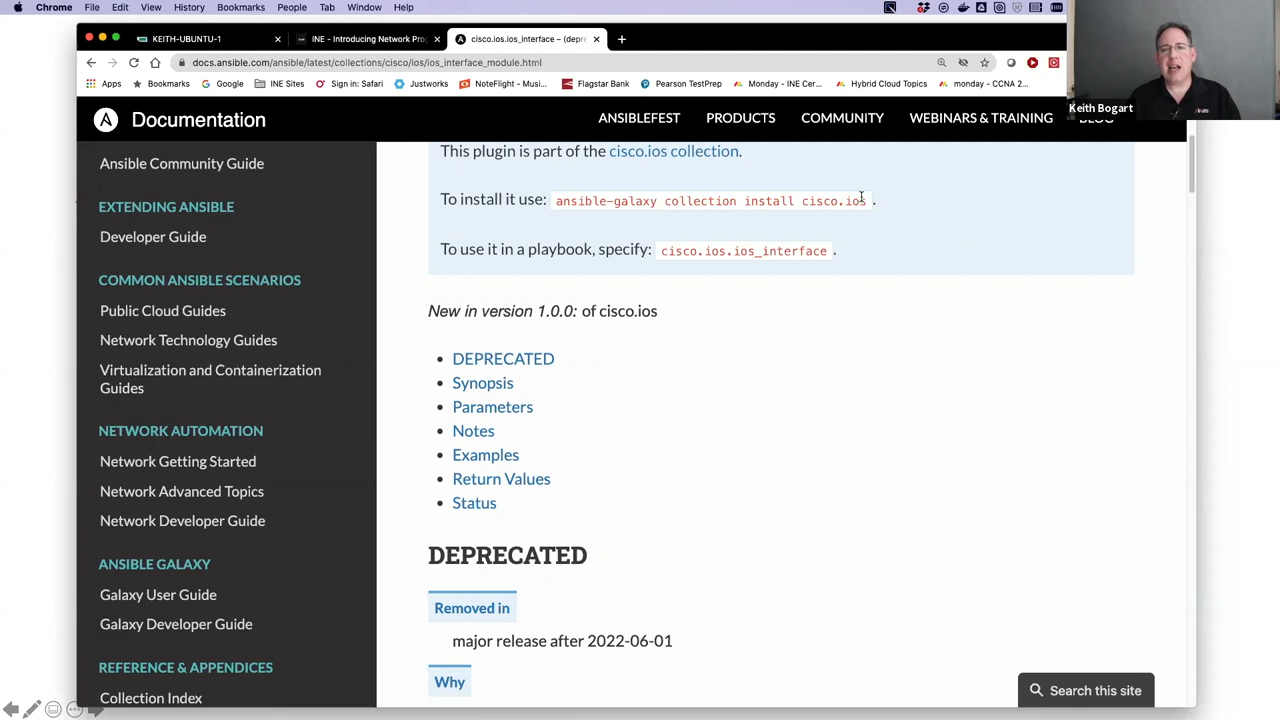 Chrome File Edit View History Bookmarks People Tab Window Help
KEITH-UBUNTU-1
INE - Introducing Network Pro
cisco.ios.ios_interface – (depre
docs.ansible.com/ansible/latest/collections/cisco/ios/ios_interface_module.html
Apps Bookmarks Google INE Sites Sign in: Safari Justworks NoteFlight - Musi... Flagstar Bank Pearson TestPrep Monday - INE Cer... Hybrid Cloud Topics monday - CCNA 2...
Keith Bogart
Documentation
ANSIBLEFEST PRODUCTS COMMUNITY WEBINARS & TRAINING BLOG
Ansible Community Guide
EXTENDING ANSIBLE
Developer Guide
COMMON ANSIBLE SCENARIOS
Public Cloud Guides
Network Technology Guides
Virtualization and Containerization
Guides
NETWORK AUTOMATION
Network Getting Started
Network Advanced Topics
Network Developer Guide
ANSIBLE GALAXY
Galaxy User Guide
Galaxy Developer Guide
REFERENCE & APPENDICES
Collection Index
This plugin is part of the cisco.ios collection.
To install it use: ansible-galaxy collection install cisco.ios .
To use it in a playbook, specify: cisco.ios.ios_interface .
New in version 1.0.0: of cisco.ios
DEPRECATED
Synopsis
Parameters
Notes
Examples
Return Values
Status
DEPRECATED
Removed in
major release after 2022-06-01
Why
Search this site